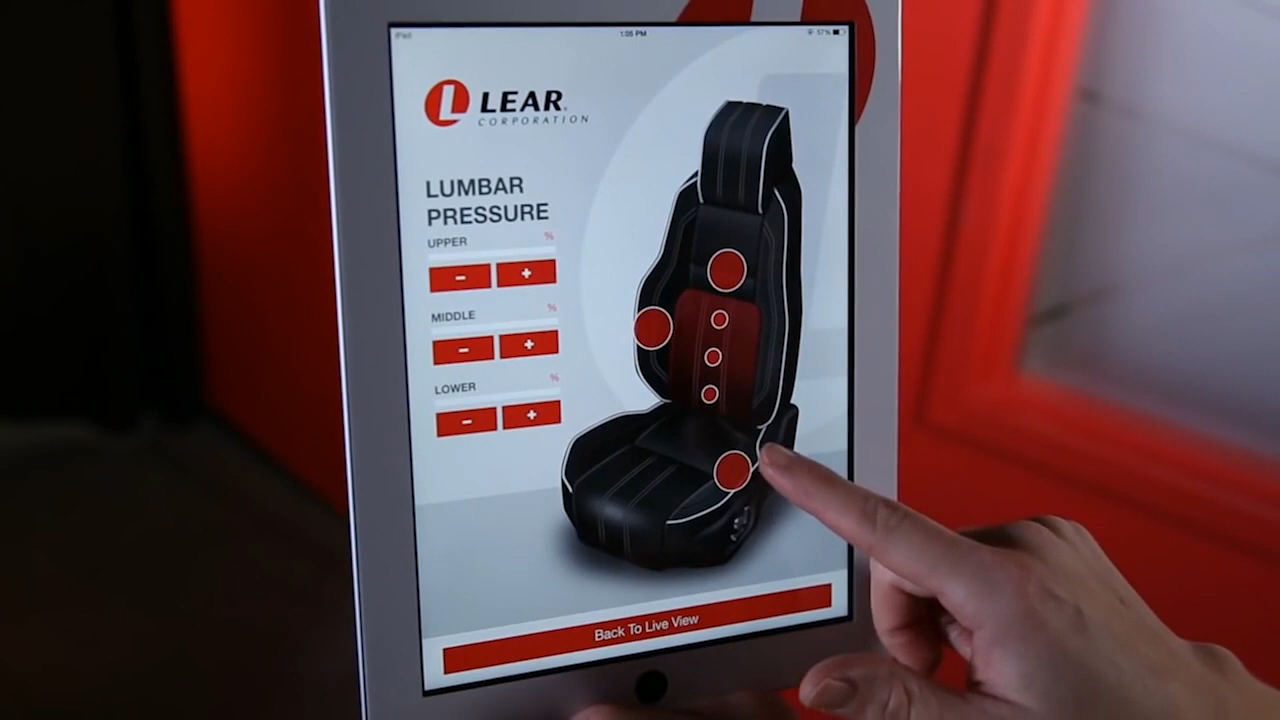 iPad
1:05 PM
57%
L LEAR
CORPORATION
LUMBAR
PRESSURE
UPPER
%
-
+
MIDDLE
%
-
+
LOWER
%
-
+
Back To Live View